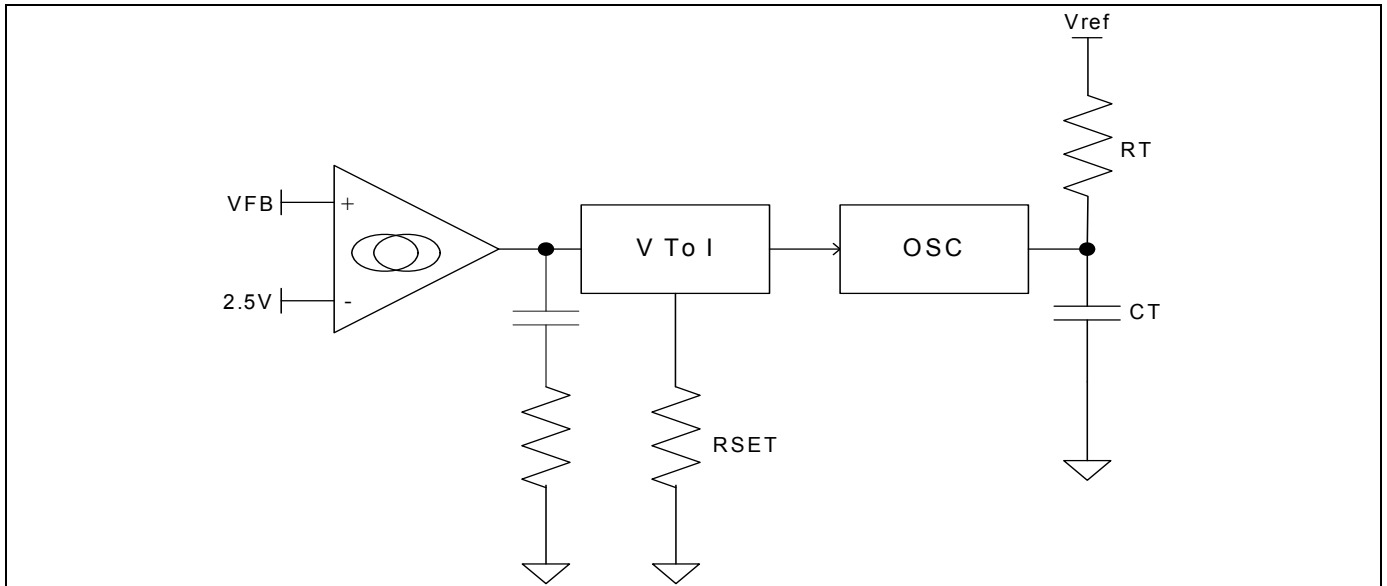 Vref
RT
VFB
+
V To I
OSC
2.5V
-
CT
RSET